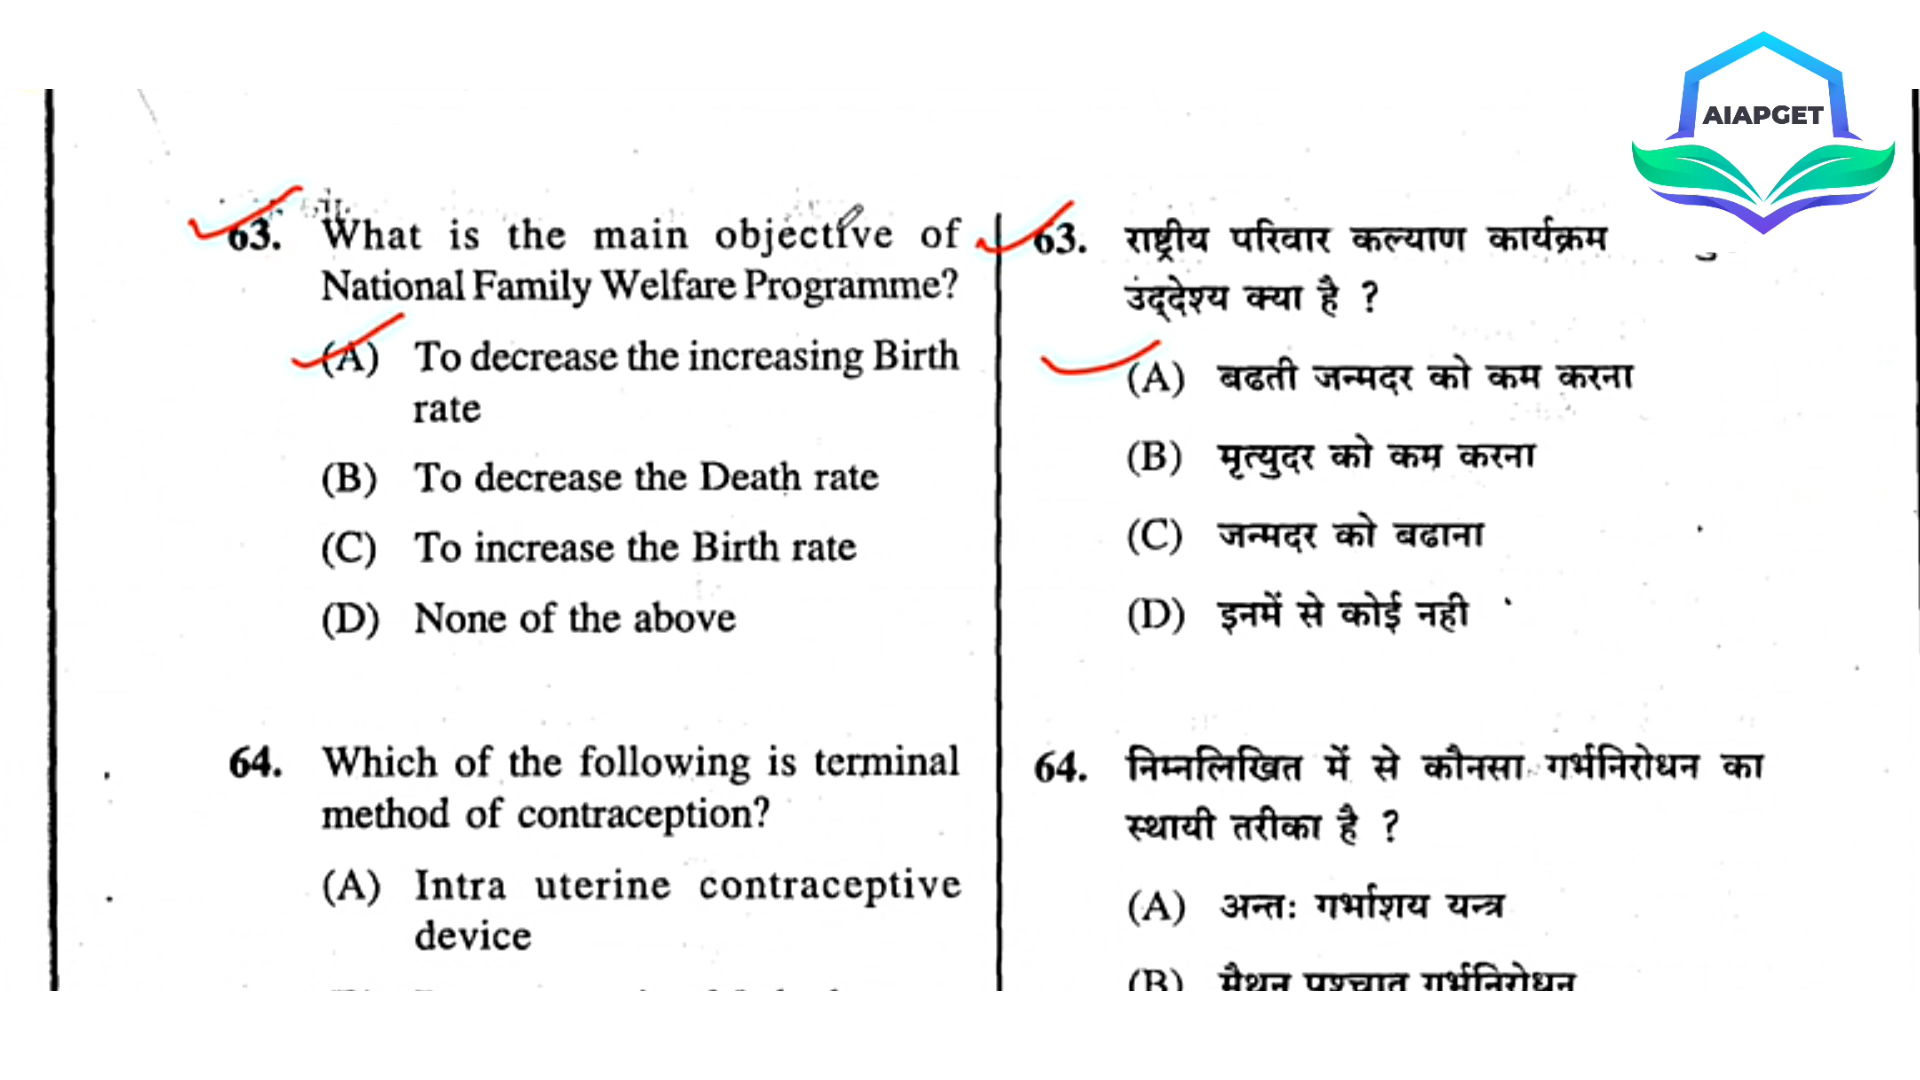 AIAPGET
63. What is the main objective of
National Family Welfare Programme?
(A) To decrease the increasing Birth
rate
(B) To decrease the Death rate
(C) To increase the Birth rate
(D) None of the above
64. Which of the following is terminal
method of contraception?
(A) Intra uterine contraceptive
device
63. राष्ट्रीय परिवार कल्याण कार्यक्रम
उद्देश्य क्या है ?
(A) बढती जन्मदर को कम करना
(B) मृत्युदर को कम करना
(C) जन्मदर को बढाना
(D) इनमें से कोई नही
64. निम्नलिखित में से कौनसा गर्भनिरोधन का
स्थायी तरीका है ?
(A) अन्तः गर्भाशय यन्त्र
(B) मैथुन पश्चात गर्भनिरोधन